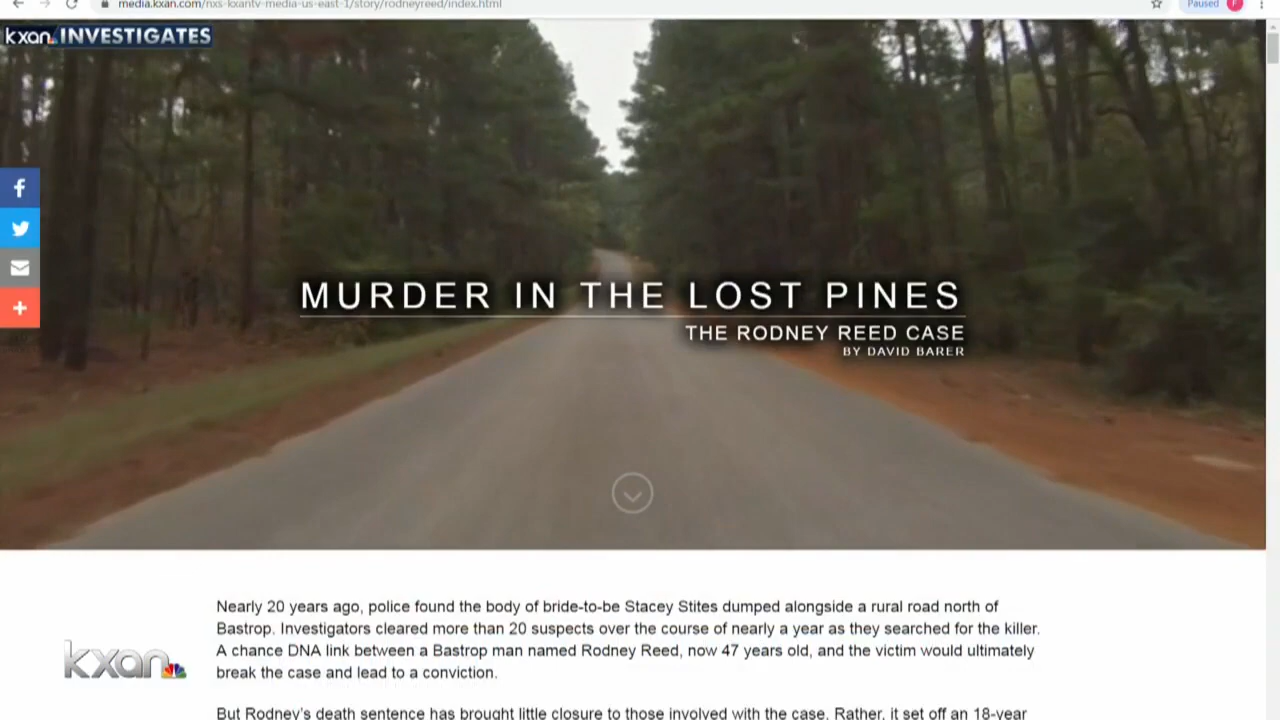 media.kxan.com/nxs-kxantv-media-us-east-1/story/rodneyreed/index.html
Paused
kxan INVESTIGATES
MURDER IN THE LOST PINES
THE RODNEY REED CASE
BY DAVID BARER
Nearly 20 years ago, police found the body of bride-to-be Stacey Stites dumped alongside a rural road north of
Bastrop. Investigators cleared more than 20 suspects over the course of nearly a year as they searched for the killer.
A chance DNA link between a Bastrop man named Rodney Reed, now 47 years old, and the victim would ultimately
break the case and lead to a conviction.
kxan
But Rodney's death sentence has brought little closure to those involved with the case. Rather, it set off an 18-year